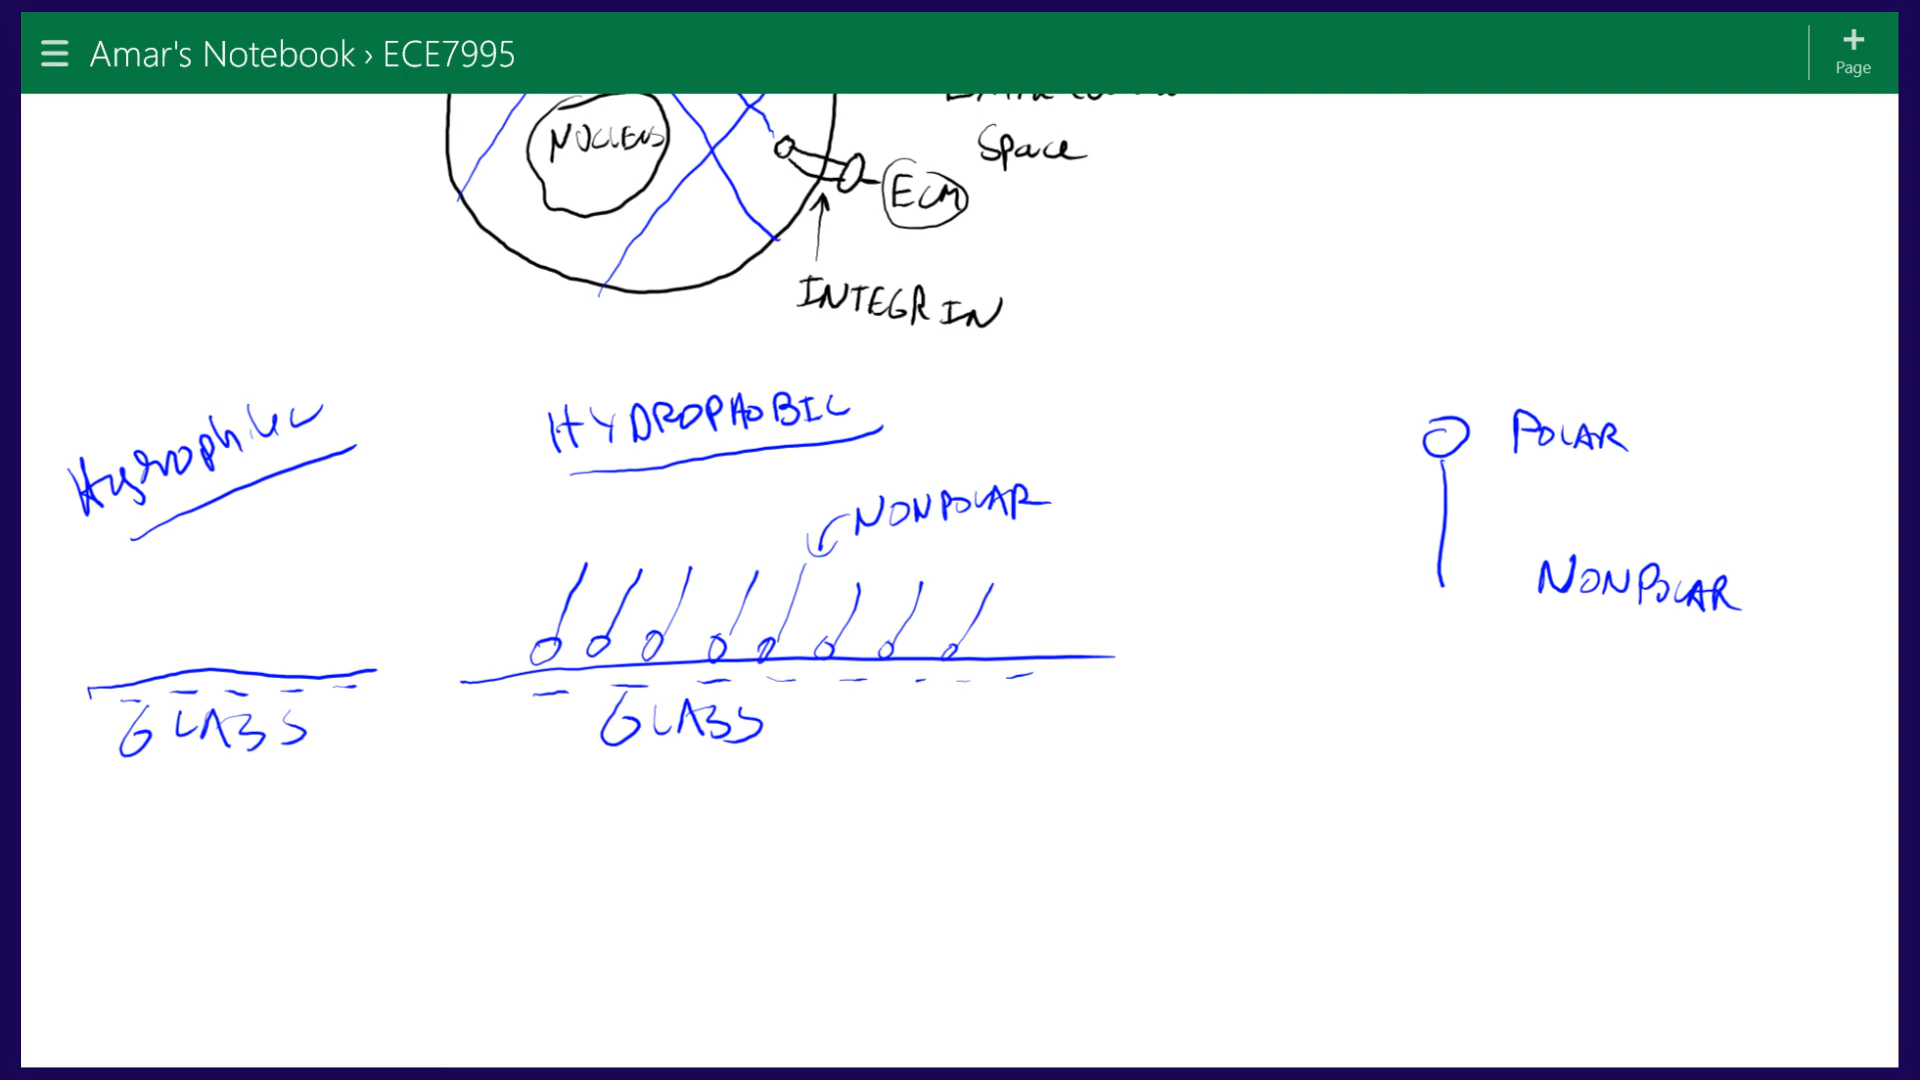 Amar's Notebook › ECE7995
+
Page
NUCLEUS
Space
ECM
INTEGRIN
Hydrophilic
HYDROPHOBIC
POLAR
NONPOLAR
NONPOLAR
GLASS
GLASS